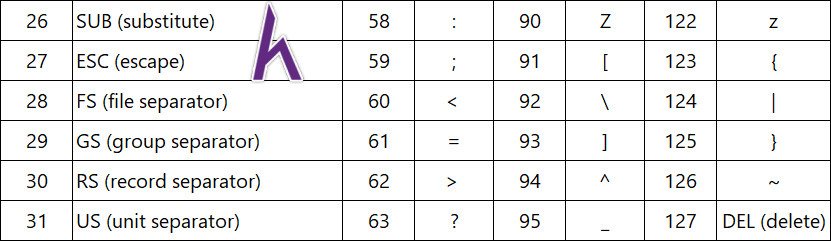 26 SUB (substitute) 58 : 90 Z 122 z
27 ESC (escape) 59 ; 91 [ 123 {
28 FS (file separator) 60 < 92 \ 124 |
29 GS (group separator) 61 = 93 ] 125 }
30 RS (record separator) 62 > 94 ^ 126 ~
31 US (unit separator) 63 ? 95 _ 127 DEL (delete)